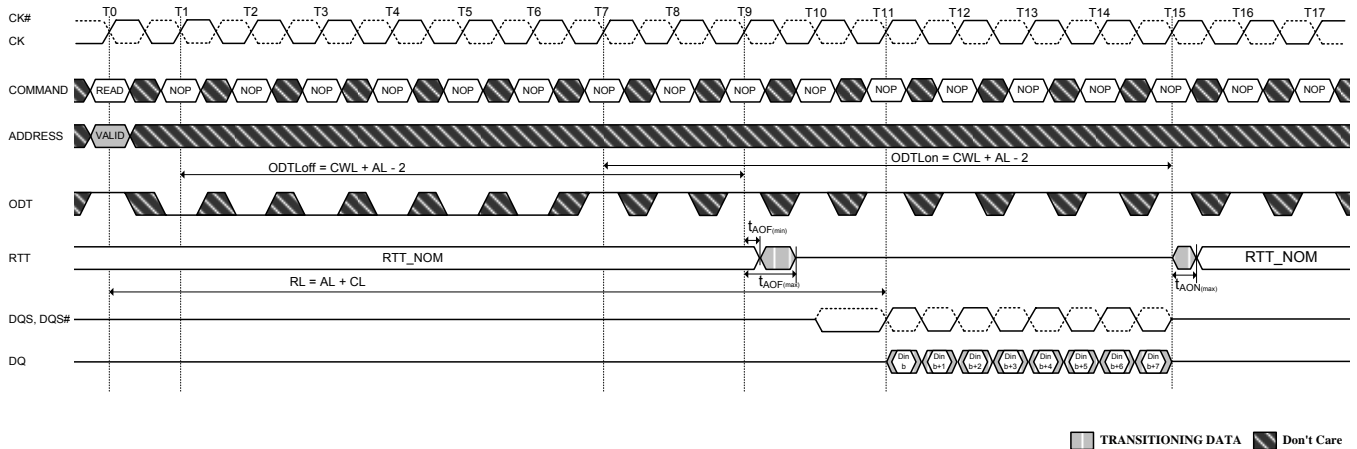 CK#
CK
T0 T1 T2 T3 T4 T5 T6 T7 T8 T9 T10 T11 T12 T13 T14 T15 T16 T17
COMMAND READ NOP NOP NOP NOP NOP NOP NOP NOP NOP NOP NOP NOP NOP NOP NOP NOP NOP
ADDRESS VALID
ODTLoff = CWL + AL - 2 ODTLon = CWL + AL - 2
ODT
tAOF(min)
RTT RTT_NOM RTT_NOM
tAOF(max) tAON(max)
RL = AL + CL
DQS, DQS#
DQ Din b Din b+1 Din b+2 Din b+3 Din b+4 Din b+5 Din b+6 Din b+7
TRANSITIONING DATA Don't Care